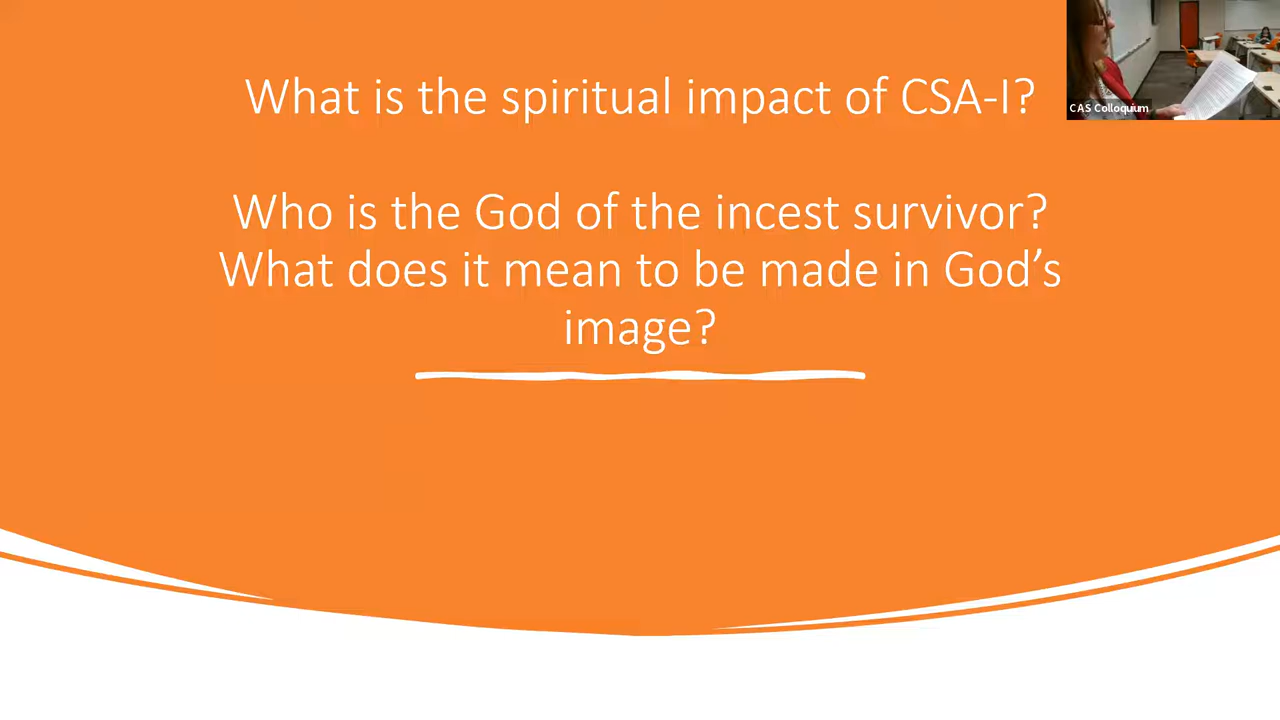 What is the spiritual impact of CSA-I?
Who is the God of the incest survivor?
What does it mean to be made in God’s
image?
CAS Colloquium